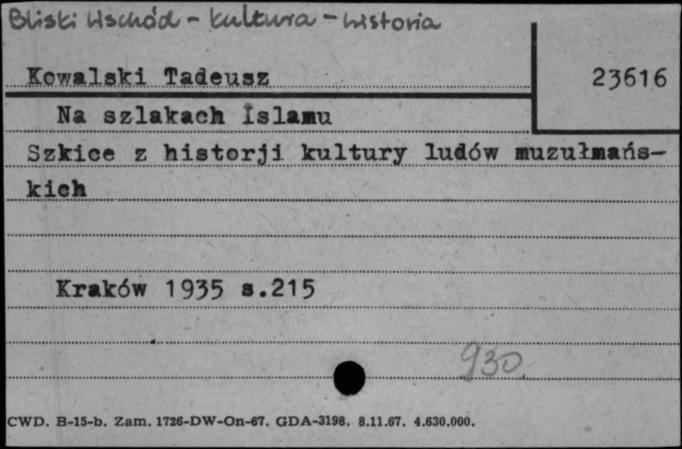 Bliski Wschód - kultura - historia
Kowalski Tadeusz
23616
Na szlakach Islamu
Szkice z historji kultury ludów muzułmańs-
kich
Kraków 1935 s.215
930.
CWD. B-15-b. Zam. 1726-DW-On-67. GDA-3198. 8.11.67. 4.630.000.